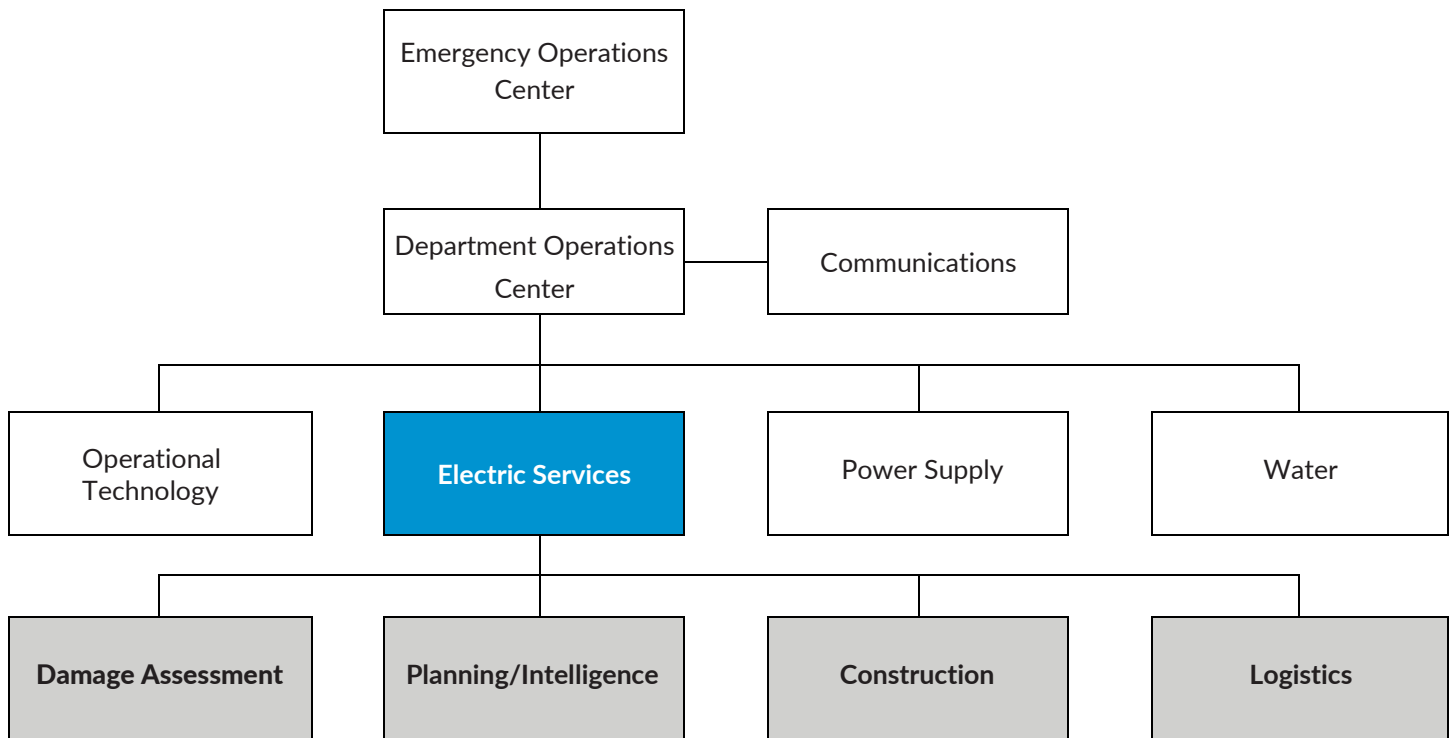 Emergency Operations
Center
Department Operations
Center
Communications
Operational
Technology
Electric Services
Power Supply
Water
Damage Assessment
Planning/Intelligence
Construction
Logistics